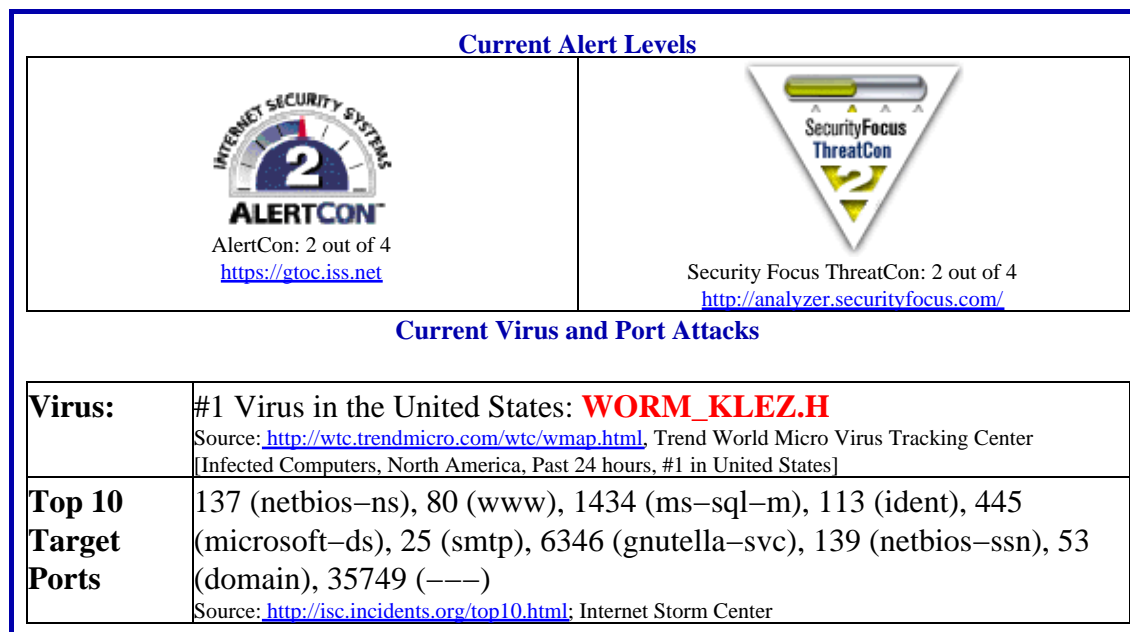 Current Alert Levels
INTERNET SECURITY SYSTEMS
2
ALERTCON™
AlertCon: 2 out of 4
https://gtoc.iss.net
SecurityFocus
ThreatCon
2
Security Focus ThreatCon: 2 out of 4
http://analyzer.securityfocus.com/
Current Virus and Port Attacks
Virus:
#1 Virus in the United States: WORM_KLEZ.H
Source: http://wtc.trendmicro.com/wtc/wmap.html, Trend World Micro Virus Tracking Center
[Infected Computers, North America, Past 24 hours, #1 in United States]
Top 10
Target
Ports
137 (netbios−ns), 80 (www), 1434 (ms−sql−m), 113 (ident), 445
(microsoft−ds), 25 (smtp), 6346 (gnutella−svc), 139 (netbios−ssn), 53
(domain), 35749 (−−−)
Source: http://isc.incidents.org/top10.html; Internet Storm Center